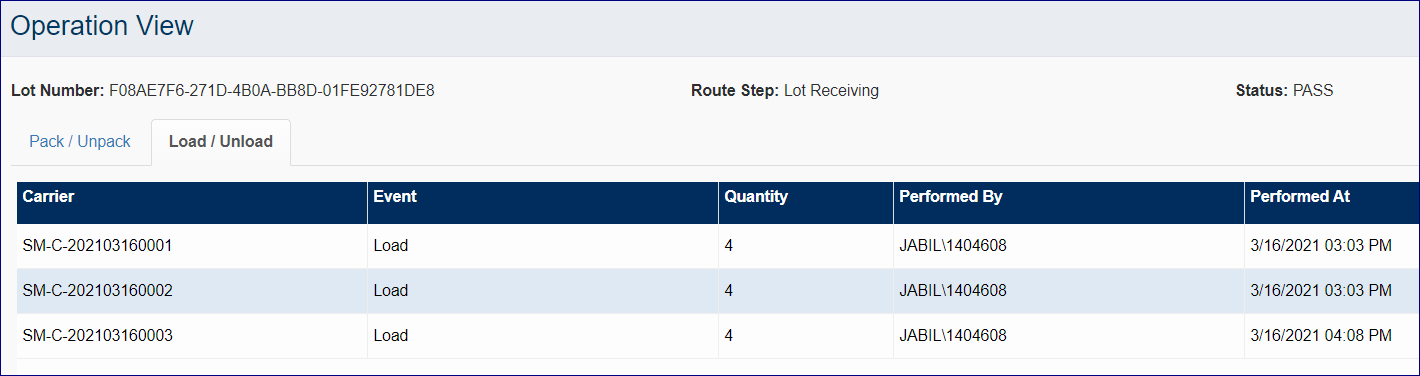 Operation View
Lot Number: F08AE7F6-271D-4B0A-BB8D-01FE92781DE8 Route Step: Lot Receiving Status: PASS
Pack / Unpack Load / Unload
Carrier Event Quantity Performed By Performed At
SM-C-202103160001 Load 4 JABIL\1404608 3/16/2021 03:03 PM
SM-C-202103160002 Load 4 JABIL\1404608 3/16/2021 03:03 PM
SM-C-202103160003 Load 4 JABIL\1404608 3/16/2021 04:08 PM